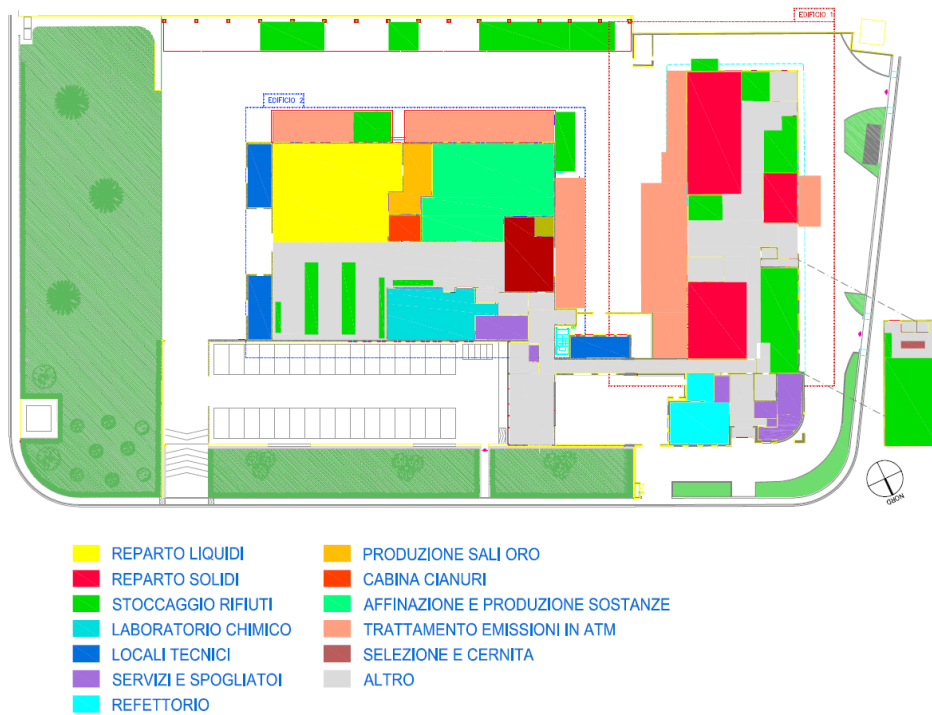 EDIFICIO 1
EDIFICIO 2
NORD
REPARTO LIQUIDI
REPARTO SOLIDI
STOCCAGGIO RIFIUTI
LABORATORIO CHIMICO
LOCALI TECNICI
SERVIZI E SPOGLIATOI
REFETTORIO
PRODUZIONE SALI ORO
CABINA CIANURI
AFFINAZIONE E PRODUZIONE SOSTANZE
TRATTAMENTO EMISSIONI IN ATM
SELEZIONE E CERNITA
ALTRO